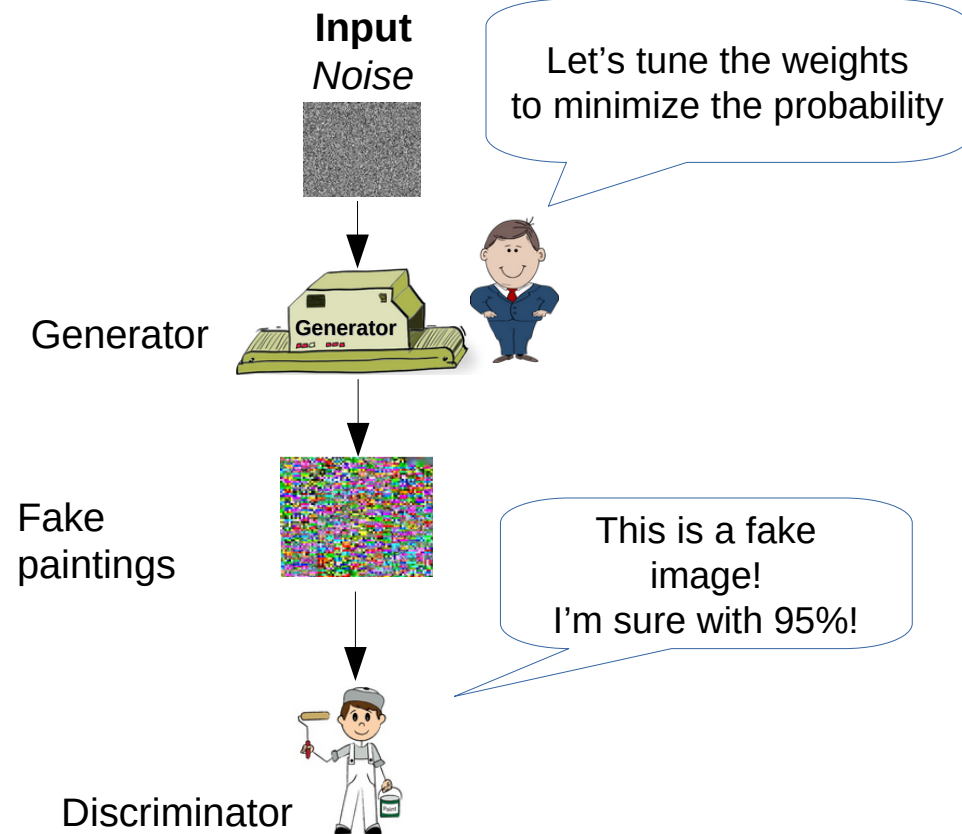 Input
Noise
Let's tune the weights
to minimize the probability
Generator
Generator
Fake
paintings
This is a fake
image!
I'm sure with 95%!
Paint
Discriminator